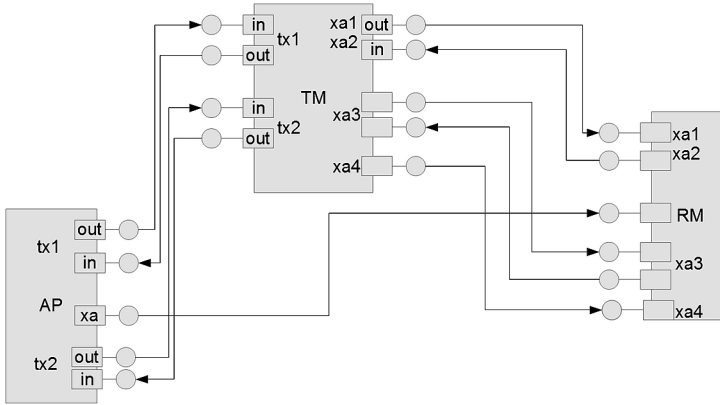 in
tx1
out
in
tx2
out
TM
xa1 out
xa2 in
xa3
xa4
xa1
xa2
RM
xa3
xa4
out
tx1
in
AP
xa
out
tx2
in